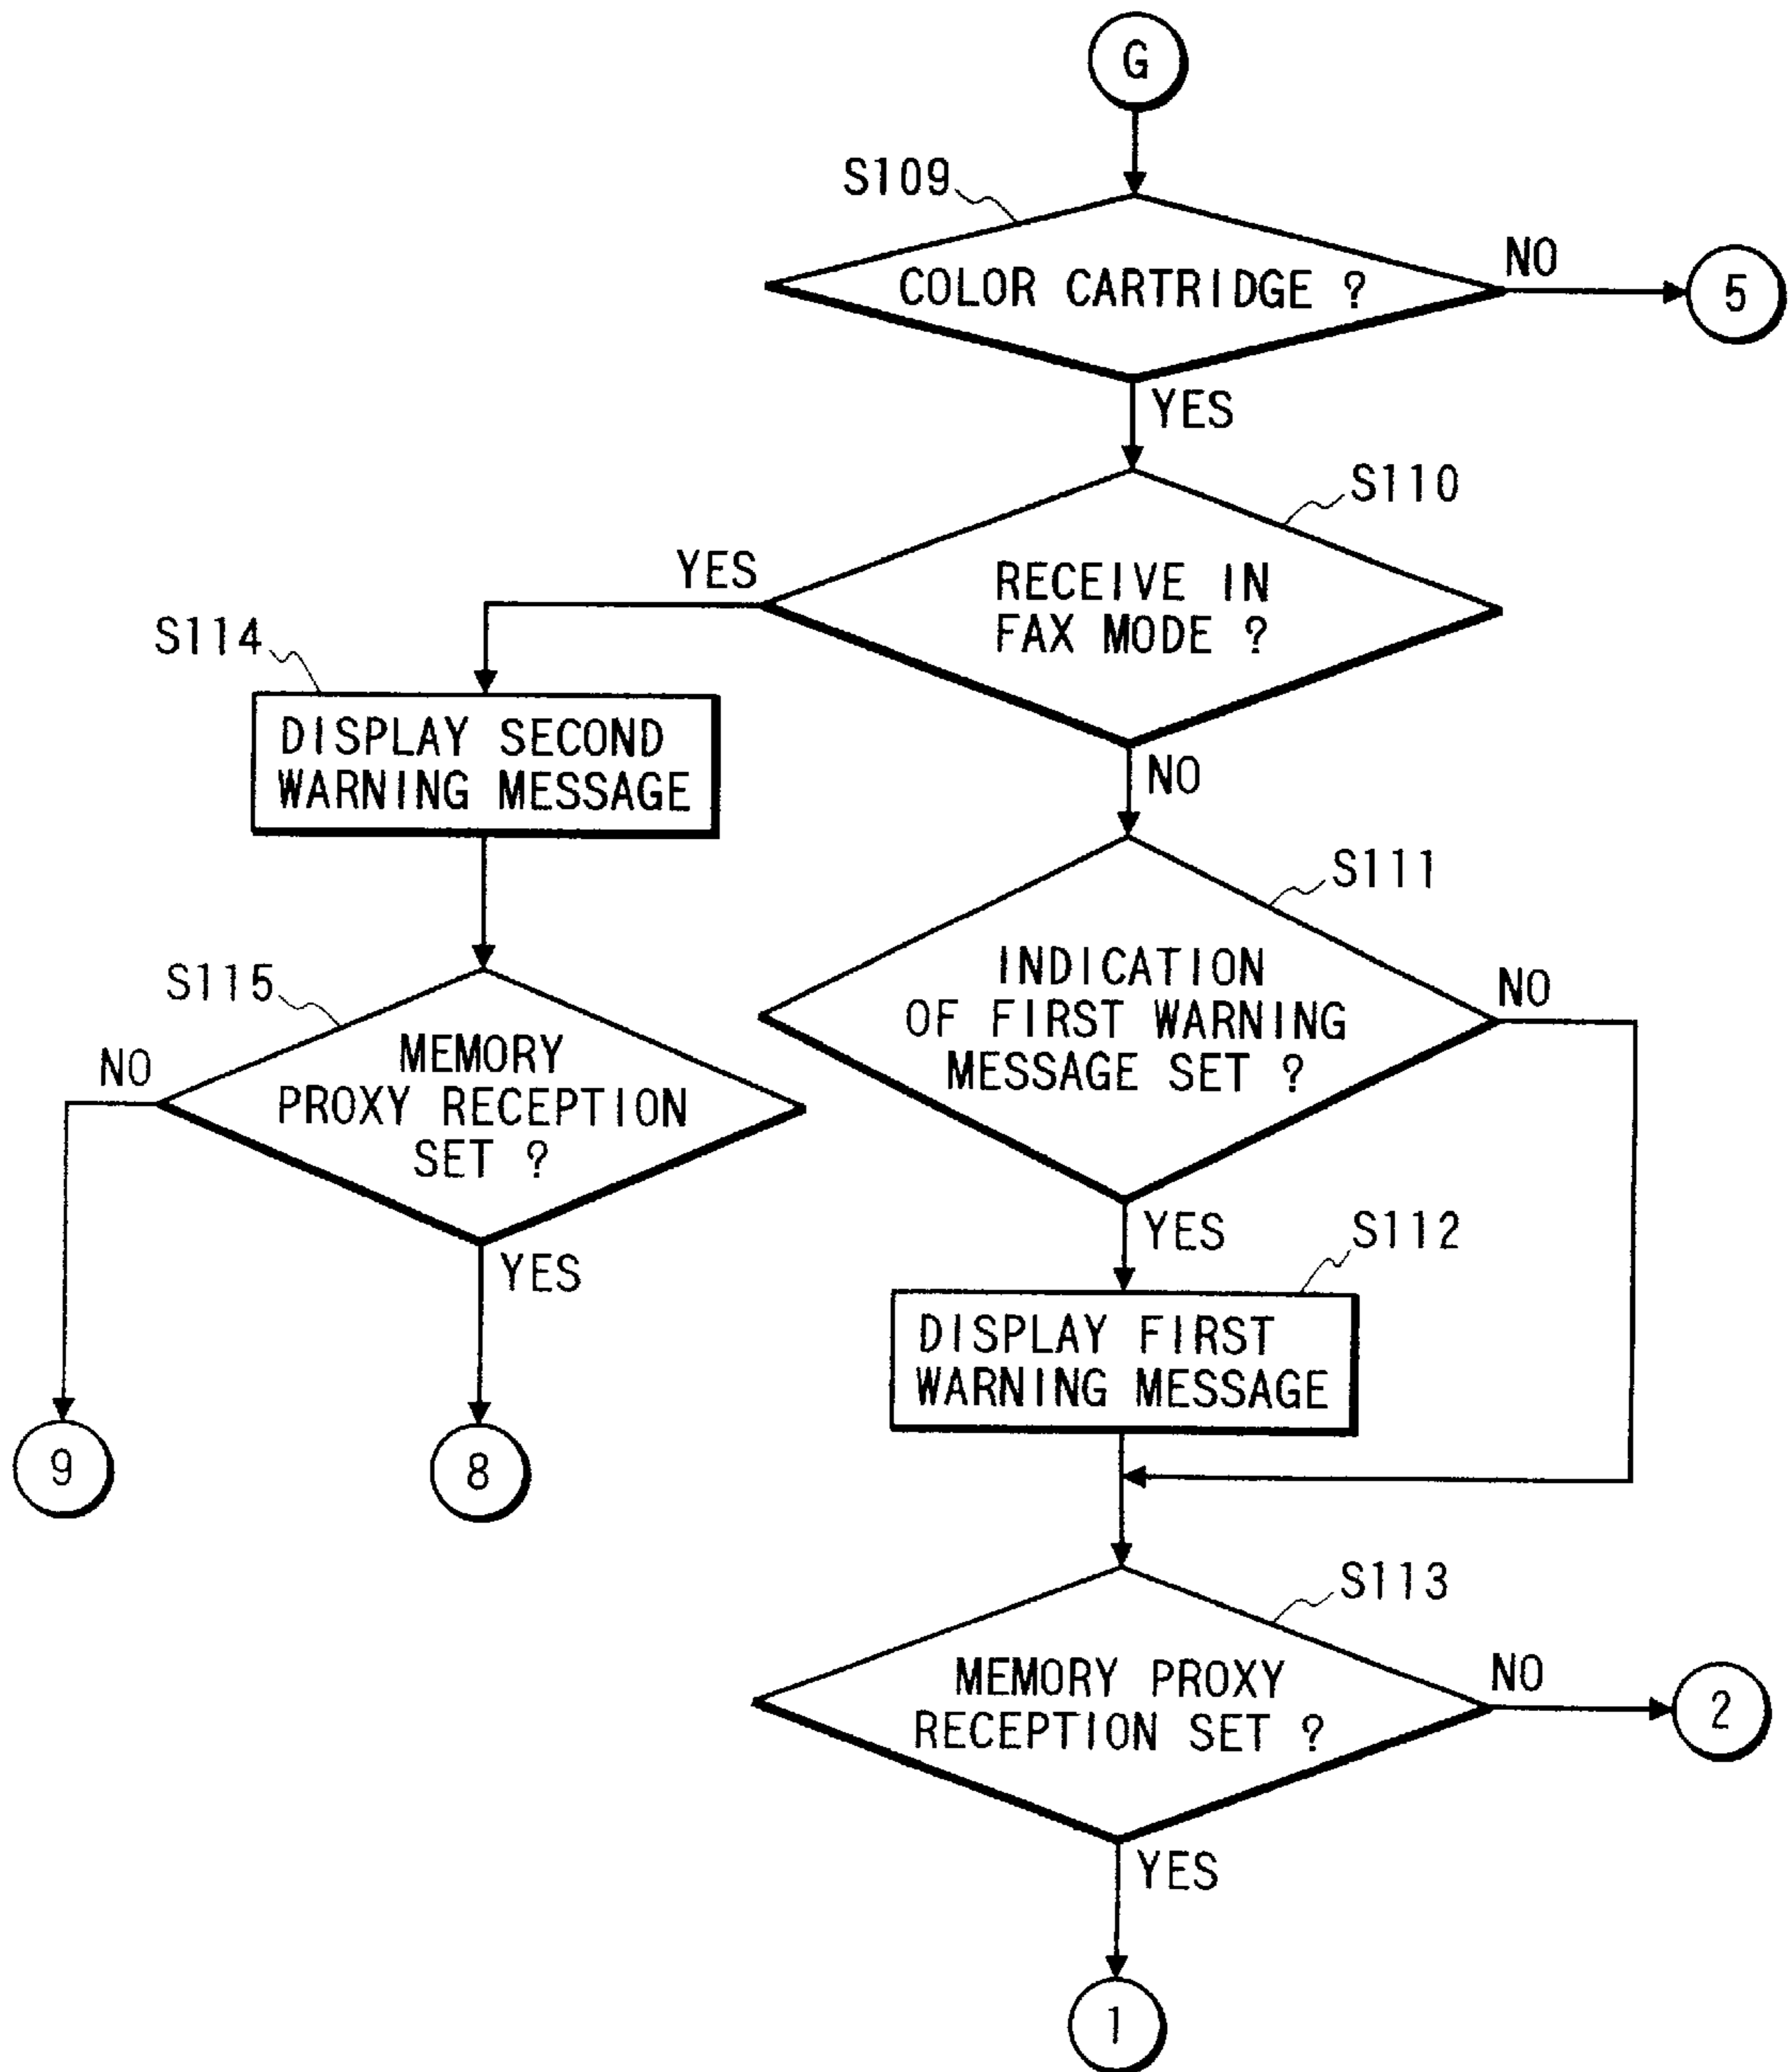 G
S109
COLOR CARTRIDGE ?
NO
5
YES
S110
RECEIVE IN
FAX MODE ?
YES
NO
S114
DISPLAY SECOND
WARNING MESSAGE
S111
INDICATION
OF FIRST WARNING
MESSAGE SET ?
NO
YES
S115
MEMORY
PROXY RECEPTION
SET ?
NO
YES
9
8
S112
DISPLAY FIRST
WARNING MESSAGE
S113
MEMORY PROXY
RECEPTION SET ?
NO
2
YES
1